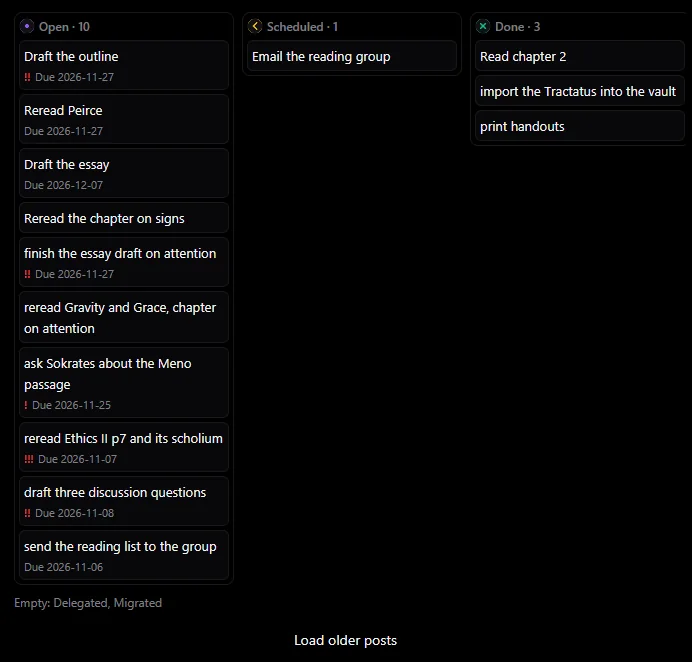 Open · 10
Draft the outline
!! Due 2026-11-27
Reread Peirce
Due 2026-11-27
Draft the essay
Due 2026-12-07
Reread the chapter on signs
finish the essay draft on attention
!! Due 2026-11-27
reread Gravity and Grace, chapter
on attention
ask Sokrates about the Meno
passage
! Due 2026-11-25
reread Ethics II p7 and its scholium
!!! Due 2026-11-07
draft three discussion questions
!! Due 2026-11-08
send the reading list to the group
Due 2026-11-06
Scheduled · 1
Email the reading group
Done · 3
Read chapter 2
import the Tractatus into the vault
print handouts
Empty: Delegated, Migrated
Load older posts